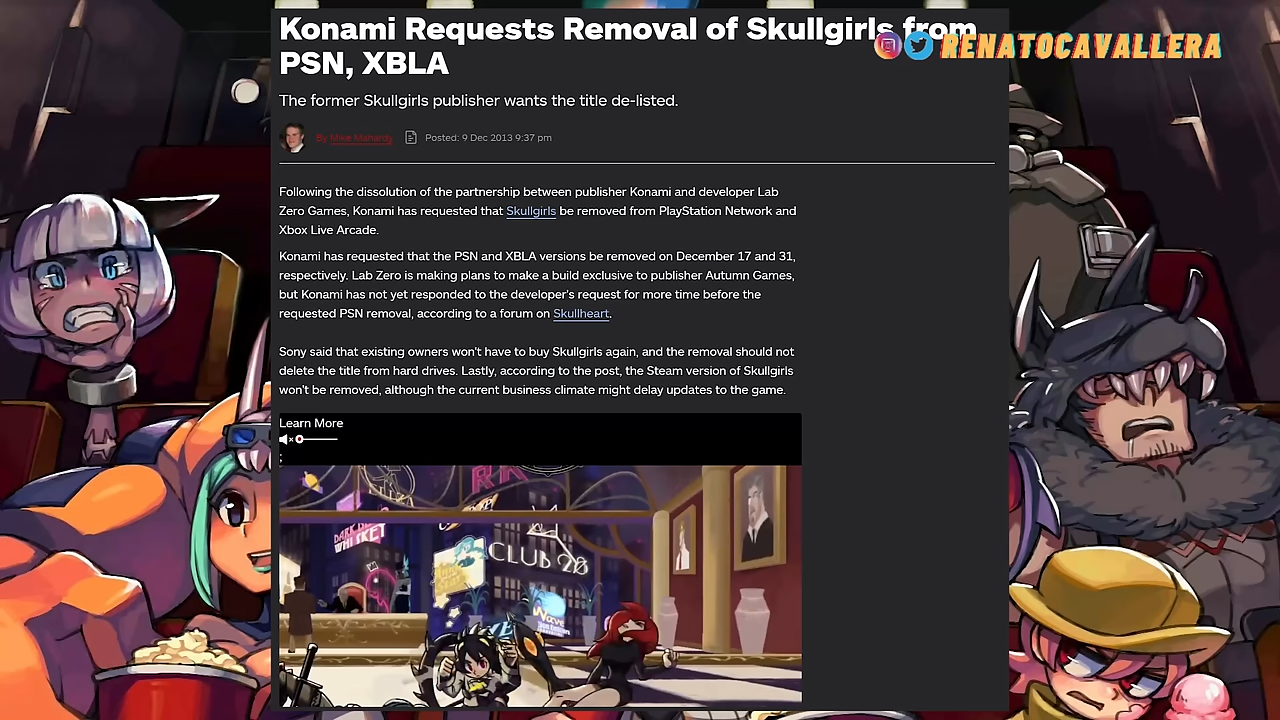 Konami Requests Removal of Skullgirls from
PSN, XBLA
RENATOCAVALLERA
The former Skullgirls publisher wants the title de-listed.
By Mike Mahardy
Posted: 9 Dec 2013 9:37 pm
Following the dissolution of the partnership between publisher Konami and developer Lab
Zero Games, Konami has requested that Skullgirls be removed from PlayStation Network and
Xbox Live Arcade.
Konami has requested that the PSN and XBLA versions be removed on December 17 and 31,
respectively. Lab Zero is making plans to make a build exclusive to publisher Autumn Games,
but Konami has not yet responded to the developer's request for more time before the
requested PSN removal, according to a forum on Skullheart.
Sony said that existing owners won't have to buy Skullgirls again, and the removal should not
delete the title from hard drives. Lastly, according to the post, the Steam version of Skullgirls
won't be removed, although the current business climate might delay updates to the game.
Learn More
;
WHISKEY
CLUB 28
Wave